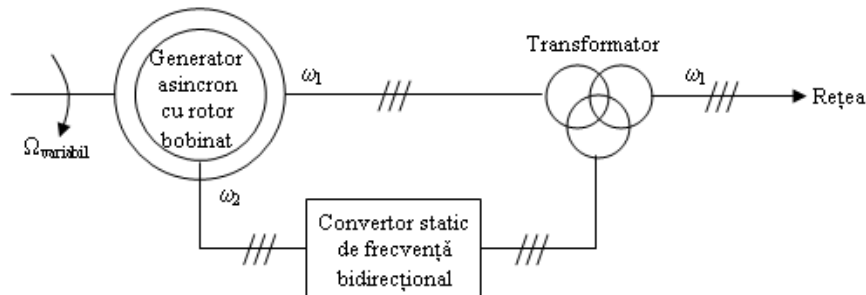 Generator
asincron
cu rotor
bobinat
Ωvariabil
ω1
ω2
Transformator
ω1
Rețea
Convertor static
de frecvență
bidirecțional